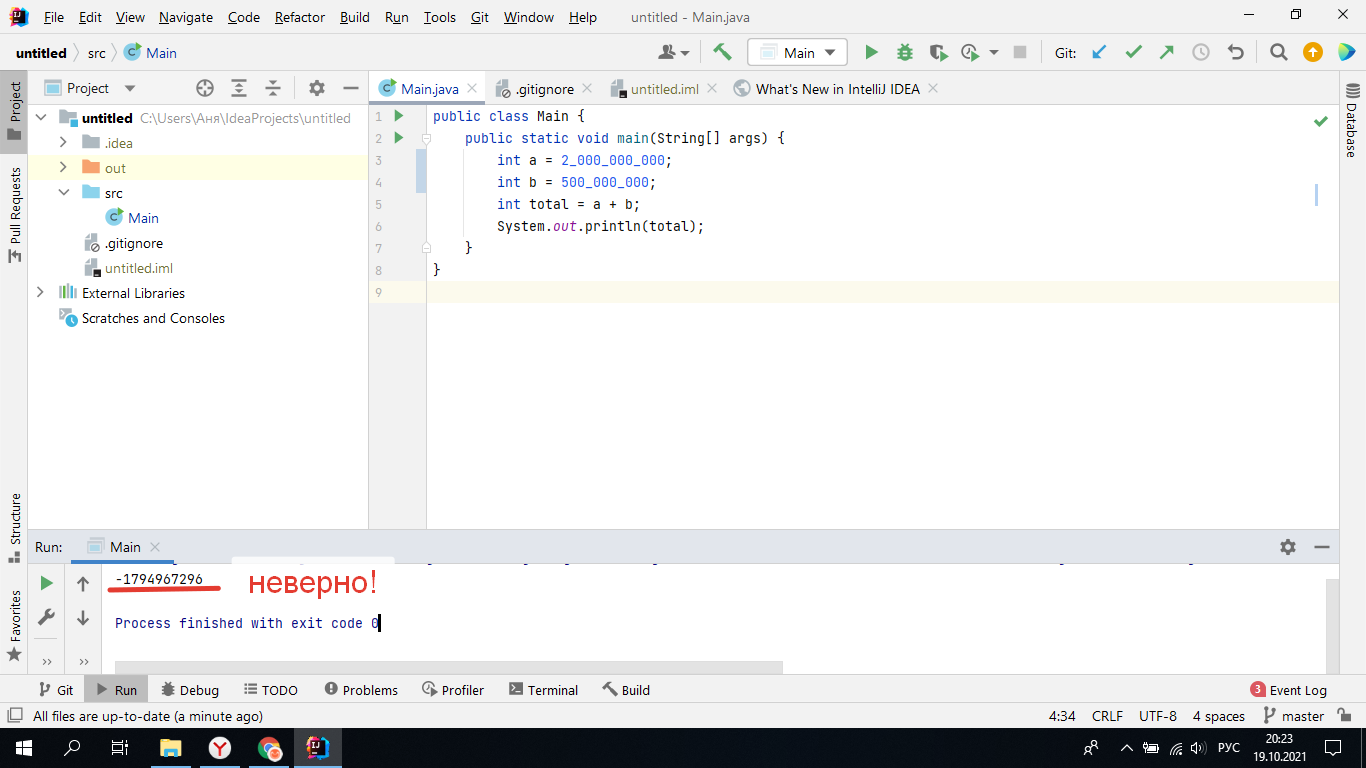 File Edit View Navigate Code Refactor Build Run Tools Git Window Help untitled - Main.java
untitled src Main
Main
Git:
Project
Main.java .gitignore untitled.iml What's New in IntelliJ IDEA
Project
Pull Requests
Structure
Favorites
Database
untitled C:\Users\Аня\IdeaProjects\untitled
.idea
out
src
Main
.gitignore
untitled.iml
External Libraries
Scratches and Consoles
1 public class Main {
2 public static void main(String[] args) {
3 int a = 2_000_000_000;
4 int b = 500_000_000;
5 int total = a + b;
6 System.out.println(total);
7 }
8 }
9
Run: Main
-1794967296 неверно!
Process finished with exit code 0
Git Run Debug TODO Problems Profiler Terminal Build 3 Event Log
All files are up-to-date (a minute ago) 4:34 CRLF UTF-8 4 spaces master
РУС 20:23
19.10.2021